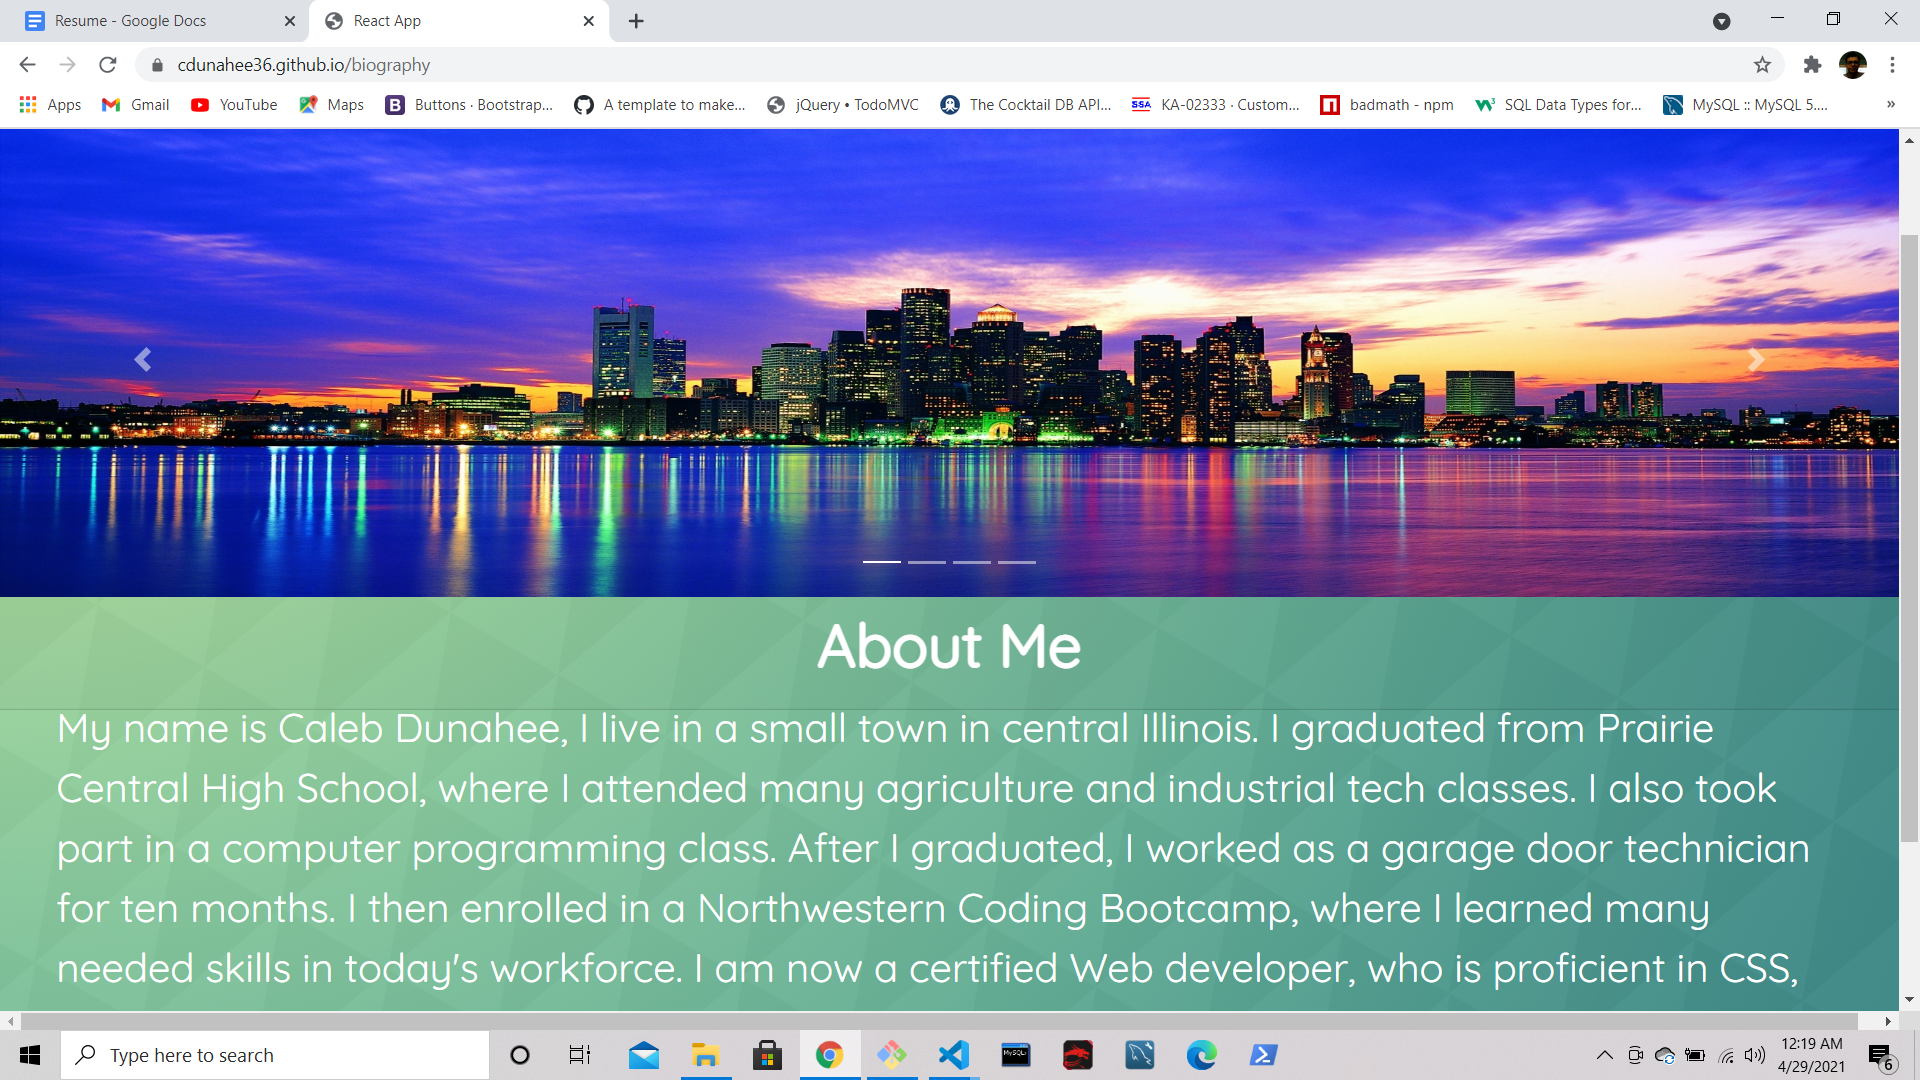 Resume - Google Docs
React App
cdunahee36.github.io/biography
Apps
Gmail
YouTube
Maps
Buttons · Bootstrap...
A template to make...
jQuery • TodoMVC
The Cocktail DB API...
KA-02333 · Custom...
badmath - npm
SQL Data Types for...
MySQL :: MySQL 5....
»
About Me
My name is Caleb Dunahee, I live in a small town in central Illinois. I graduated from Prairie
Central High School, where I attended many agriculture and industrial tech classes. I also took
part in a computer programming class. After I graduated, I worked as a garage door technician
for ten months. I then enrolled in a Northwestern Coding Bootcamp, where I learned many
needed skills in today's workforce. I am now a certified Web developer, who is proficient in CSS,
Type here to search
12:19 AM
4/29/2021
6